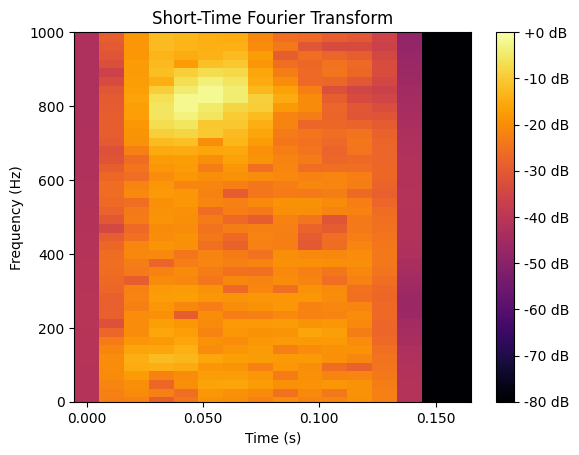 Short-Time Fourier Transform
1000
800
600
400
200
0
Frequency (Hz)
0.000
0.050
0.100
0.150
Time (s)
+0 dB
-10 dB
-20 dB
-30 dB
-40 dB
-50 dB
-60 dB
-70 dB
-80 dB